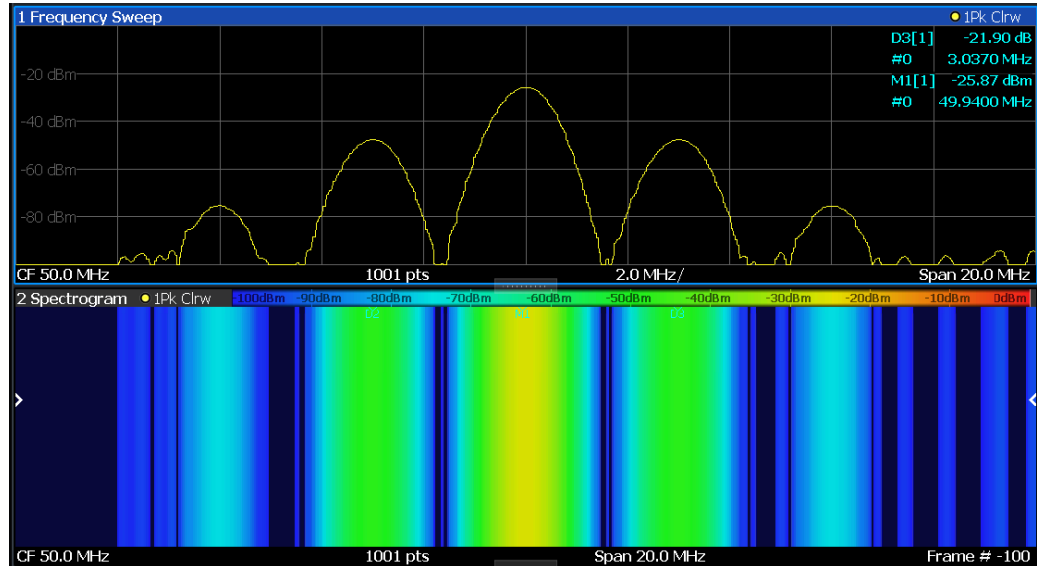 1 Frequency Sweep 1Pk Clrw
D3[1] -21.90 dB
#0 3.0370 MHz
-20 dBm
M1[1] -25.87 dBm
#0 49.9400 MHz
-40 dBm
-60 dBm
-80 dBm
CF 50.0 MHz 1001 pts 2.0 MHz/ Span 20.0 MHz
2 Spectrogram 1Pk Clrw -100dBm -90dBm -80dBm -70dBm -60dBm -50dBm -40dBm -30dBm -20dBm -10dBm 0dBm
D2 M1 D3
CF 50.0 MHz 1001 pts Span 20.0 MHz Frame # -100